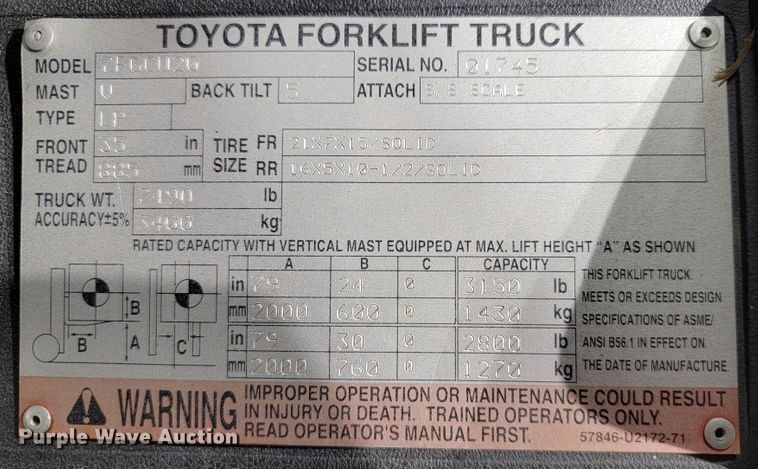 TOYOTA FORKLIFT TRUCK
MODEL 7FGCU20 SERIAL NO. 01745
MAST V BACK TILT 5 ATTACH S/S SCALE
TYPE LP
FRONT TREAD 35 in 885 mm
TIRE SIZE FR 21X7X15/SOLID
RR 16X5X10-1/2/SOLID
TRUCK WT. 7490 lb
ACCURACY±5% 3400 kg
RATED CAPACITY WITH VERTICAL MAST EQUIPPED AT MAX. LIFT HEIGHT "A" AS SHOWN
A B C CAPACITY
in 79 24 0 3150 lb
mm 2000 600 0 1430 kg
in 79 30 0 2800 lb
mm 2000 760 0 1270 kg
B
B A C
THIS FORKLIFT TRUCK
MEETS OR EXCEEDS DESIGN
SPECIFICATIONS OF ASME/
ANSI B56.1 IN EFFECT ON
THE DATE OF MANUFACTURE.
WARNING
IMPROPER OPERATION OR MAINTENANCE COULD RESULT
IN INJURY OR DEATH. TRAINED OPERATORS ONLY.
READ OPERATOR'S MANUAL FIRST. 57846-U2172-71
Purple Wave Auction